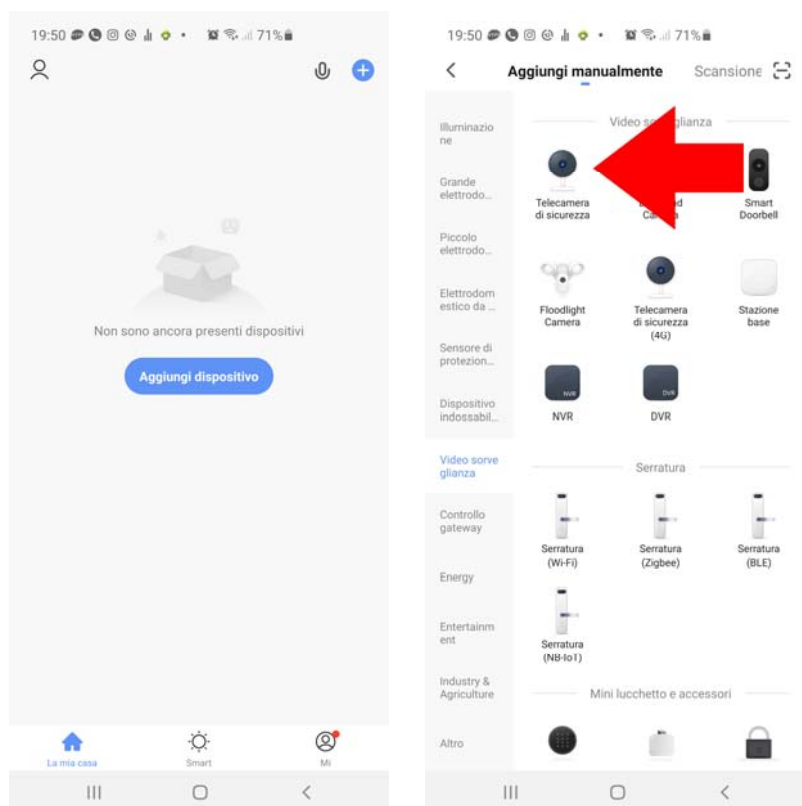 19:50
71%
Non sono ancora presenti dispositivi
Aggiungi dispositivo
La mia casa
Smart
Mi
19:50
71%
Aggiungi manualmente
Scansione
Illuminazio
ne
Grande
elettrodo...
Piccolo
elettrodo...
Elettrodom
estico da ...
Sensore di
protezion...
Dispositivo
indossabil...
Video sorve
glianza
Controllo
gateway
Energy
Entertainm
ent
Industry &
Agriculture
Altro
Video glianza
Telecamera
di sicurezza
Smart
Doorbell
Floodlight
Camera
Telecamera
di sicurezza
(4G)
Stazione
base
NVR
NVR
DVR
DVR
Serratura
Serratura
(Wi-Fi)
Serratura
(Zigbee)
Serratura
(BLE)
Serratura
(NB-IoT)
Mini lucchetto e accessori